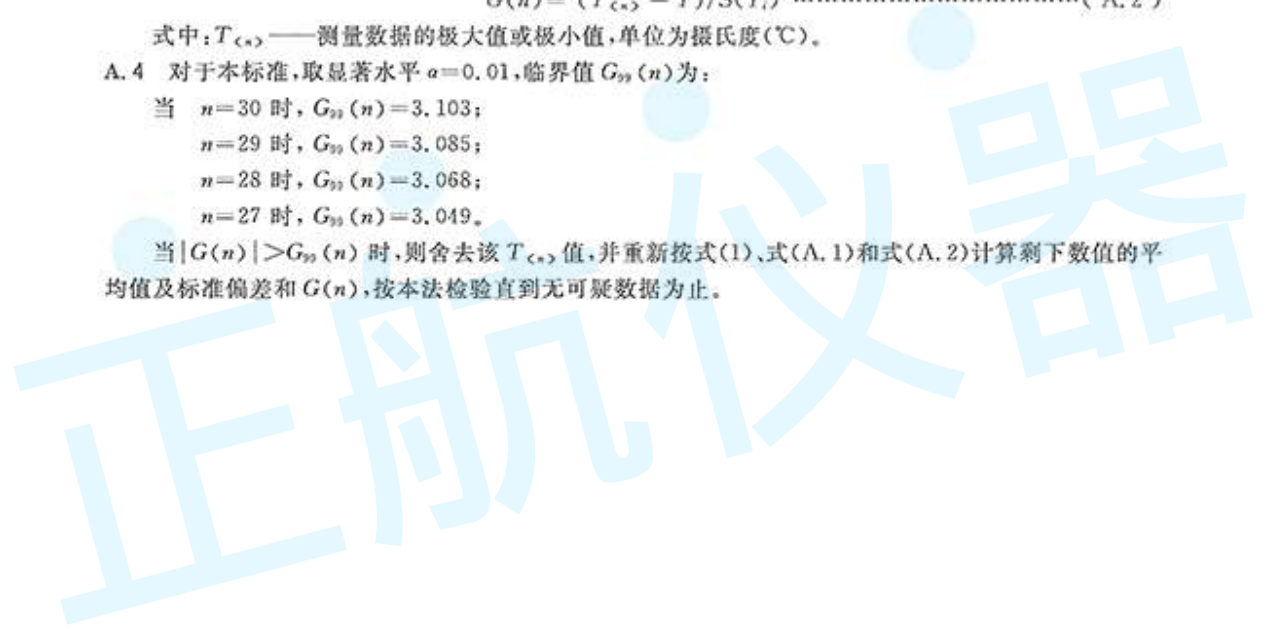 G(n)=(T₍ₙ₎-T)/S(Tᵢ) ……………………………( A.2 )
式中:T₍ₙ₎——测量数据的极大值或极小值,单位为摄氏度(℃)。
A.4 对于本标准,取显著水平 α=0.01,临界值 G₉₉(n)为:
当 n=30 时,G₉₉(n)=3.103;
n=29 时,G₉₉(n)=3.085;
n=28 时,G₉₉(n)=3.068;
n=27 时,G₉₉(n)=3.049。
当|G(n)|>G₉₉(n) 时,则舍去该 T₍ₙ₎值,并重新按式(1)、式(A.1)和式(A.2)计算剩下数值的平
均值及标准偏差和 G(n),按本法检验直到无可疑数据为止。
正航仪器